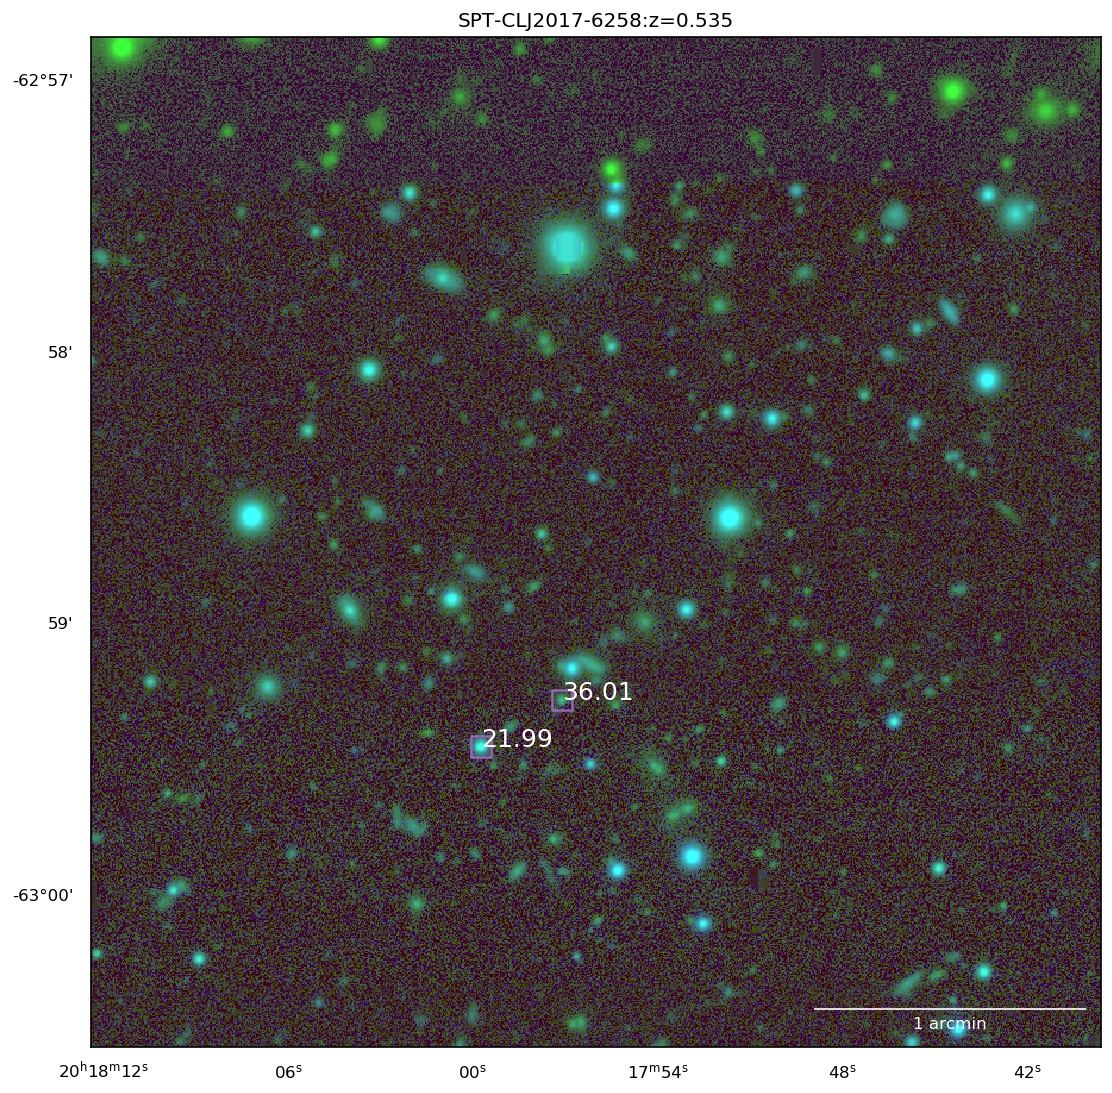 SPT-CLJ2017-6258:z=0.535
-62°57'
58'
59'
-63°00'
36.01
21.99
1 arcmin
20ʰ18ᵐ12ˢ 06ˢ 00ˢ 17ᵐ54ˢ 48ˢ 42ˢ